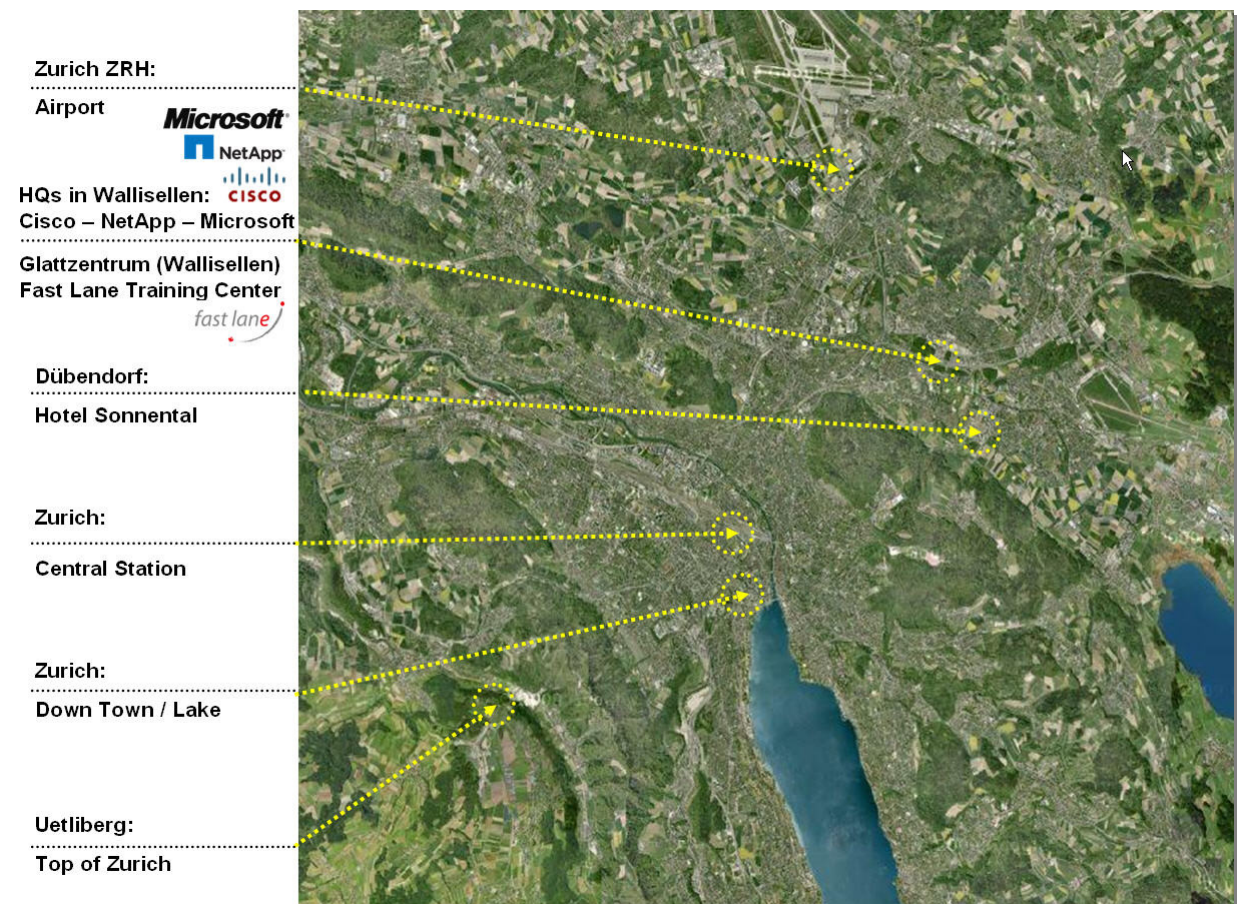 Zurich ZRH:
Airport
Microsoft
NetApp
CISCO
HQs in Wallisellen:
Cisco – NetApp – Microsoft
Glattzentrum (Wallisellen)
Fast Lane Training Center
fast lane
Dübendorf:
Hotel Sonnental
Zurich:
Central Station
Zurich:
Down Town / Lake
Uetliberg:
Top of Zurich